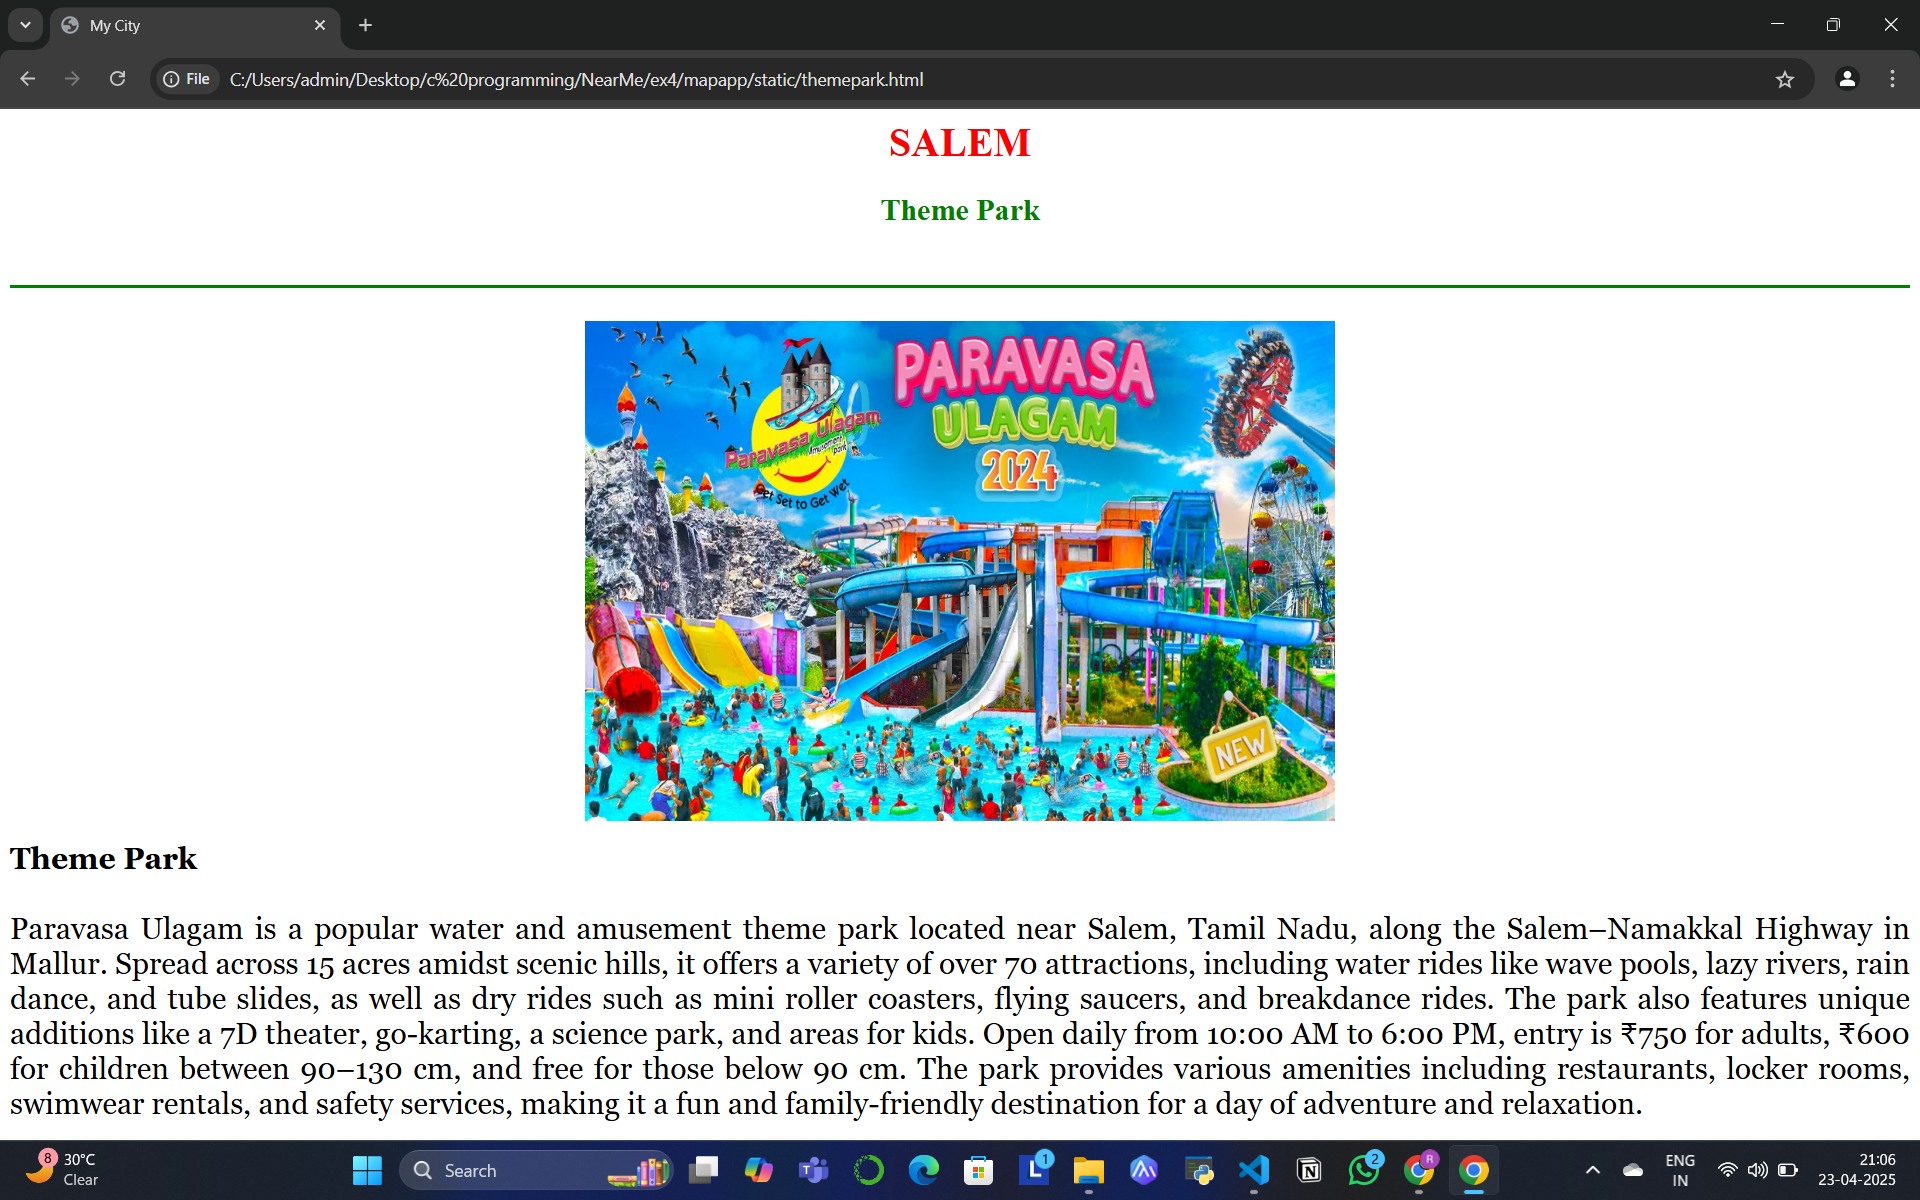 My City
File
C:/Users/admin/Desktop/c%20programming/NearMe/ex4/mapapp/static/themepark.html
SALEM
Theme Park
PARAVASA
ULAGAM
2024
Paravasa Ulagam
Amusement
park
Get Set to Get Wet
NEW
Theme Park
Paravasa Ulagam is a popular water and amusement theme park located near Salem, Tamil Nadu, along the Salem–Namakkal Highway in
Mallur. Spread across 15 acres amidst scenic hills, it offers a variety of over 70 attractions, including water rides like wave pools, lazy rivers, rain
dance, and tube slides, as well as dry rides such as mini roller coasters, flying saucers, and breakdance rides. The park also features unique
additions like a 7D theater, go-karting, a science park, and areas for kids. Open daily from 10:00 AM to 6:00 PM, entry is ₹750 for adults, ₹600
for children between 90–130 cm, and free for those below 90 cm. The park provides various amenities including restaurants, locker rooms,
swimwear rentals, and safety services, making it a fun and family-friendly destination for a day of adventure and relaxation.
8
30°C
Clear
Search
T
L
1
2
R
ENG
IN
21:06
23-04-2025